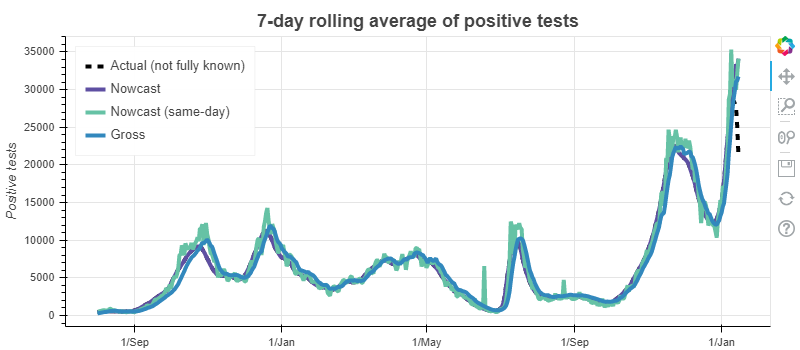 7-day rolling average of positive tests
35000
30000
25000
20000
15000
10000
5000
0
Positive tests
Actual (not fully known)
Nowcast
Nowcast (same-day)
Gross
1/Sep
1/Jan
1/May
1/Sep
1/Jan